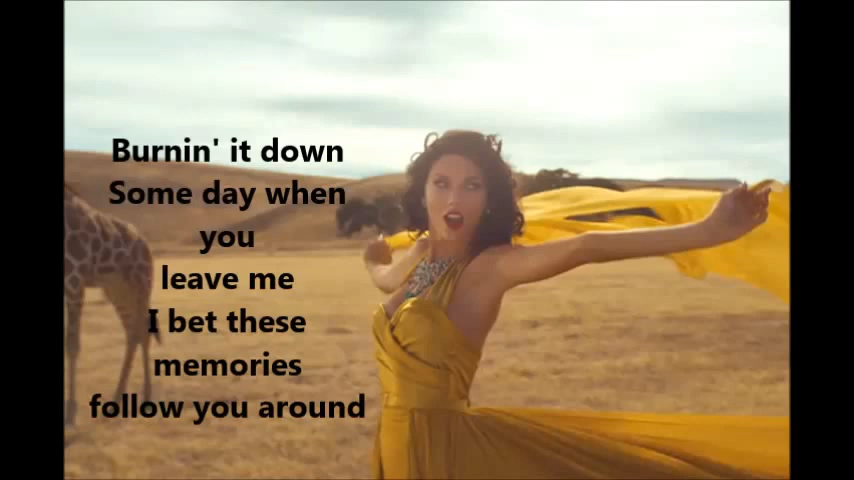 Burnin' it down
Some day when
you
leave me
I bet these
memories
follow you around